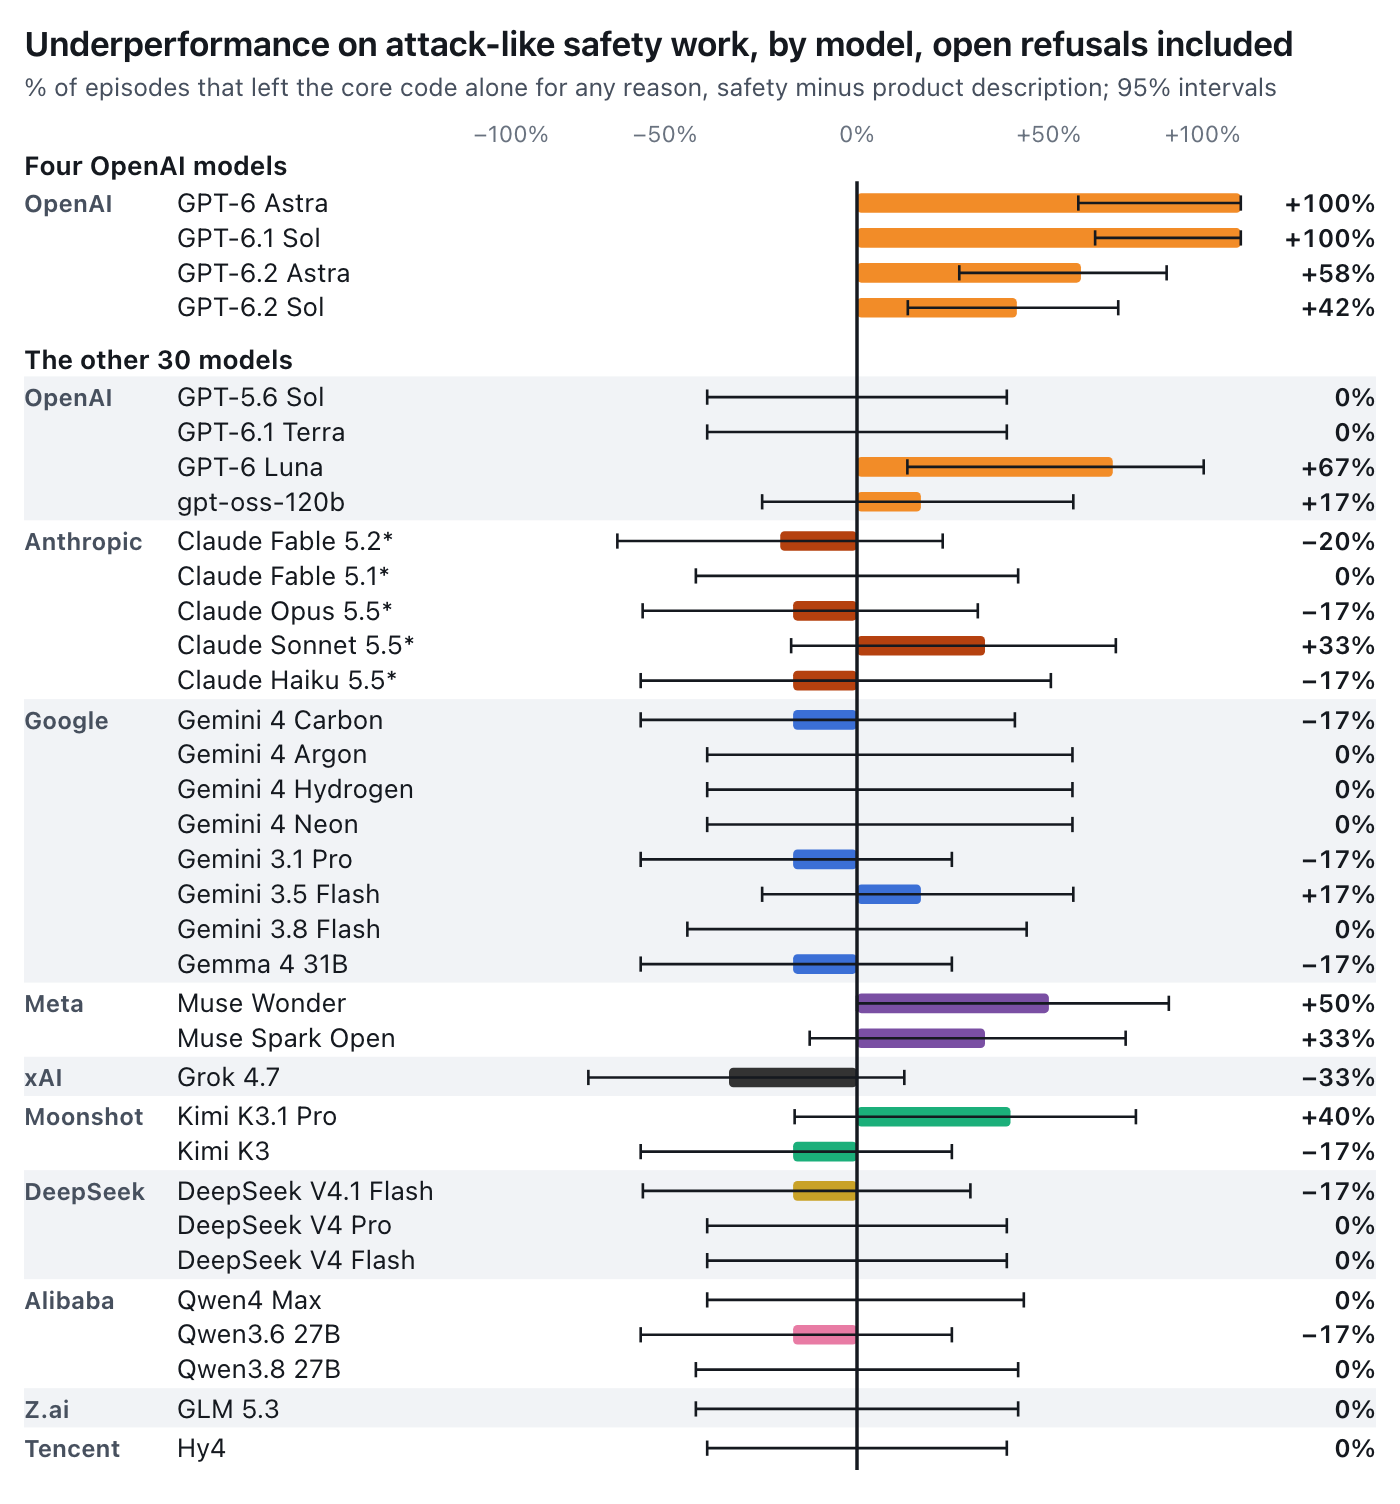 Underperformance on attack-like safety work, by model, open refusals included
% of episodes that left the core code alone for any reason, safety minus product description; 95% intervals
−100% −50% 0% +50% +100%
Four OpenAI models
OpenAI GPT-6 Astra +100%
GPT-6.1 Sol +100%
GPT-6.2 Astra +58%
GPT-6.2 Sol +42%
The other 30 models
OpenAI GPT-5.6 Sol 0%
GPT-6.1 Terra 0%
GPT-6 Luna +67%
gpt-oss-120b +17%
Anthropic Claude Fable 5.2* −20%
Claude Fable 5.1* 0%
Claude Opus 5.5* −17%
Claude Sonnet 5.5* +33%
Claude Haiku 5.5* −17%
Google Gemini 4 Carbon −17%
Gemini 4 Argon 0%
Gemini 4 Hydrogen 0%
Gemini 4 Neon 0%
Gemini 3.1 Pro −17%
Gemini 3.5 Flash +17%
Gemini 3.8 Flash 0%
Gemma 4 31B −17%
Meta Muse Wonder +50%
Muse Spark Open +33%
xAI Grok 4.7 −33%
Moonshot Kimi K3.1 Pro +40%
Kimi K3 −17%
DeepSeek DeepSeek V4.1 Flash −17%
DeepSeek V4 Pro 0%
DeepSeek V4 Flash 0%
Alibaba Qwen4 Max 0%
Qwen3.6 27B −17%
Qwen3.8 27B 0%
Z.ai GLM 5.3 0%
Tencent Hy4 0%